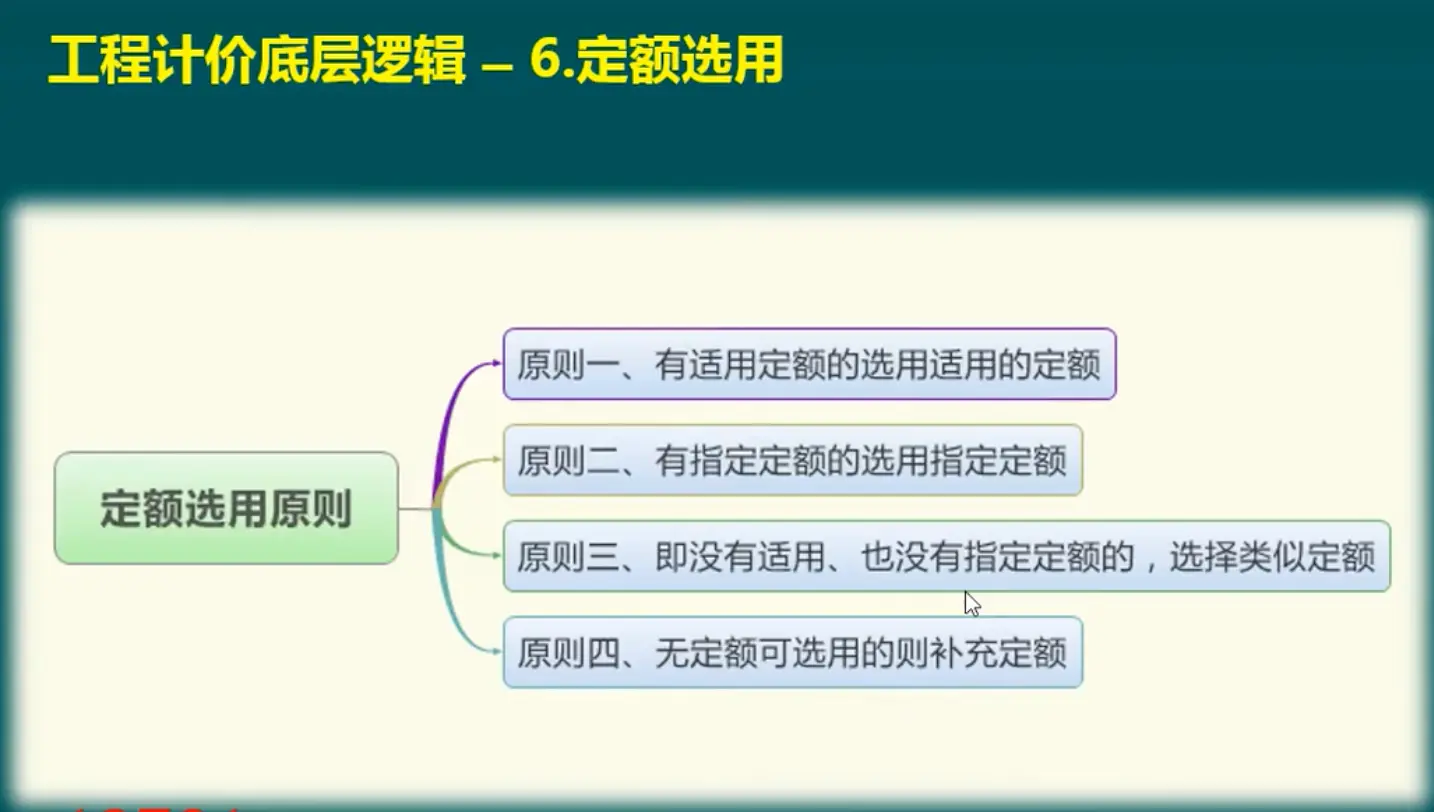 工程计价底层逻辑 – 6.定额选用
原则一、有适用定额的选用适用的定额
原则二、有指定定额的选用指定定额
定额选用原则
原则三、即没有适用、也没有指定定额的，选择类似定额
原则四、无定额可选用的则补充定额